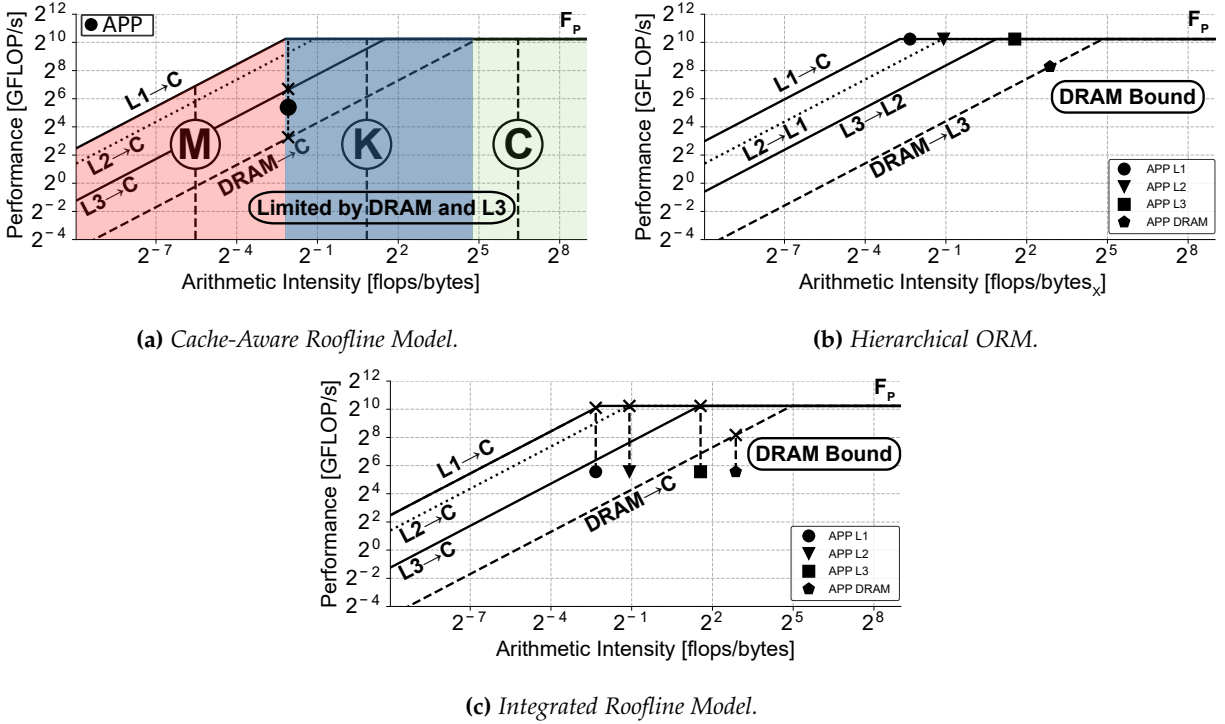 Performance [GFLOP/s]
2^12
2^10
2^8
2^6
2^4
2^2
2^0
2^-2
2^-4
APP
F_P
L1→C
L2→C
L3→C
DRAM→C
M
K
C
Limited by DRAM and L3
2^-7 2^-4 2^-1 2^2 2^5 2^8
Arithmetic Intensity [flops/bytes]
(a) Cache-Aware Roofline Model.
Performance [GFLOP/s]
2^12
2^10
2^8
2^6
2^4
2^2
2^0
2^-2
2^-4
F_P
L1→C
L2→L1
L3→L2
DRAM→L3
DRAM Bound
APP L1
APP L2
APP L3
APP DRAM
2^-7 2^-4 2^-1 2^2 2^5 2^8
Arithmetic Intensity [flops/bytes_x]
(b) Hierarchical ORM.
Performance [GFLOP/s]
2^12
2^10
2^8
2^6
2^4
2^2
2^0
2^-2
2^-4
F_P
L1→C
L2→C
L3→C
DRAM→C
DRAM Bound
APP L1
APP L2
APP L3
APP DRAM
2^-7 2^-4 2^-1 2^2 2^5 2^8
Arithmetic Intensity [flops/bytes]
(c) Integrated Roofline Model.